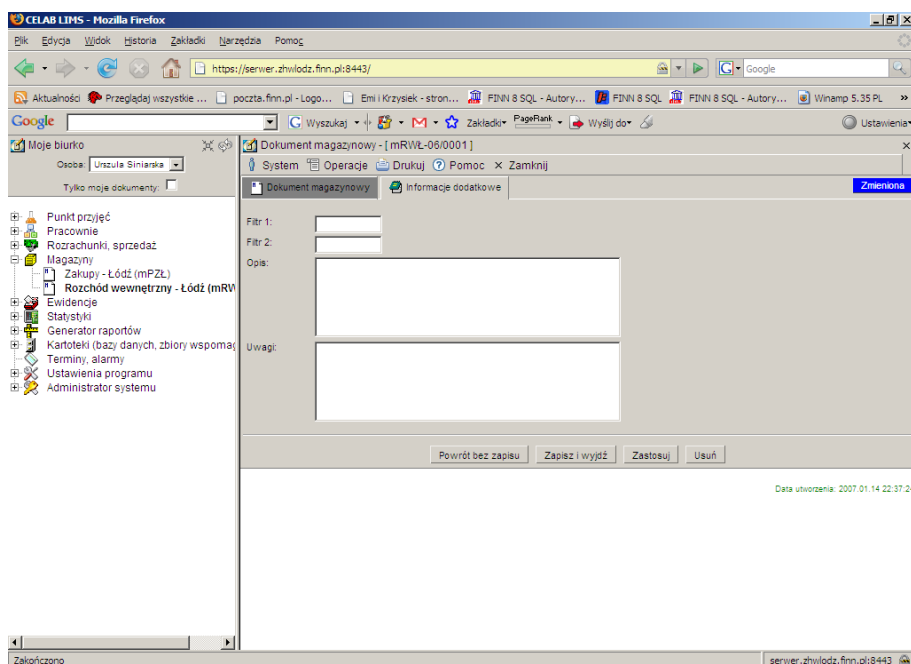 CELAB LIMS - Mozilla Firefox
Plik Edycja Widok Historia Zakładki Narzędzia Pomoc
https://serwer.zhwlodz.finn.pl:8443/ Google
Aktualności Przeglądaj wszystkie ... poczta.finn.pl - Logo... Emi i Krzysiek - stron... FINN 8 SQL - Autory... FINN 8 SQL FINN 8 SQL - Autory... Winamp 5.35 PL »
Google Wyszukaj Zakładki PageRank Wyślij do Ustawienia
Moje biurko
Osoba: Urszula Siniarska
Tylko moje dokumenty:
Punkt przyjęć
Pracownie
Rozrachunki, sprzedaż
Magazyny
Zakupy - Łódź (mPZŁ)
Rozchód wewnętrzny - Łódź (mRW
Ewidencje
Statystyki
Generator raportów
Kartoteki (bazy danych, zbiory wspomag
Terminy, alarmy
Ustawienia programu
Administrator systemu
Dokument magazynowy - [ mRWŁ-06/0001 ]
System Operacje Drukuj Pomoc Zamknij
Dokument magazynowy Informacje dodatkowe Zmieniona
Filtr 1:
Filtr 2:
Opis:
Uwagi:
Powrót bez zapisu Zapisz i wyjdź Zastosuj Usuń
Data utworzenia: 2007.01.14 22:37:2
Zakończono serwer.zhwlodz.finn.pl:8443